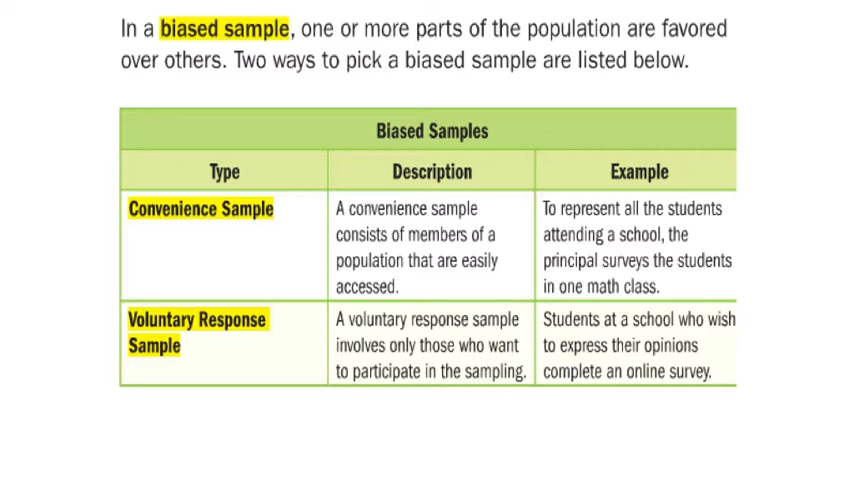 In a biased sample, one or more parts of the population are favored
over others. Two ways to pick a biased sample are listed below.
Biased Samples
Type
Description
Example
Convenience Sample
A convenience sample
consists of members of a
population that are easily
accessed.
To represent all the students
attending a school, the
principal surveys the students
in one math class.
Voluntary Response
Sample
A voluntary response sample
involves only those who want
to participate in the sampling.
Students at a school who wish
to express their opinions
complete an online survey.